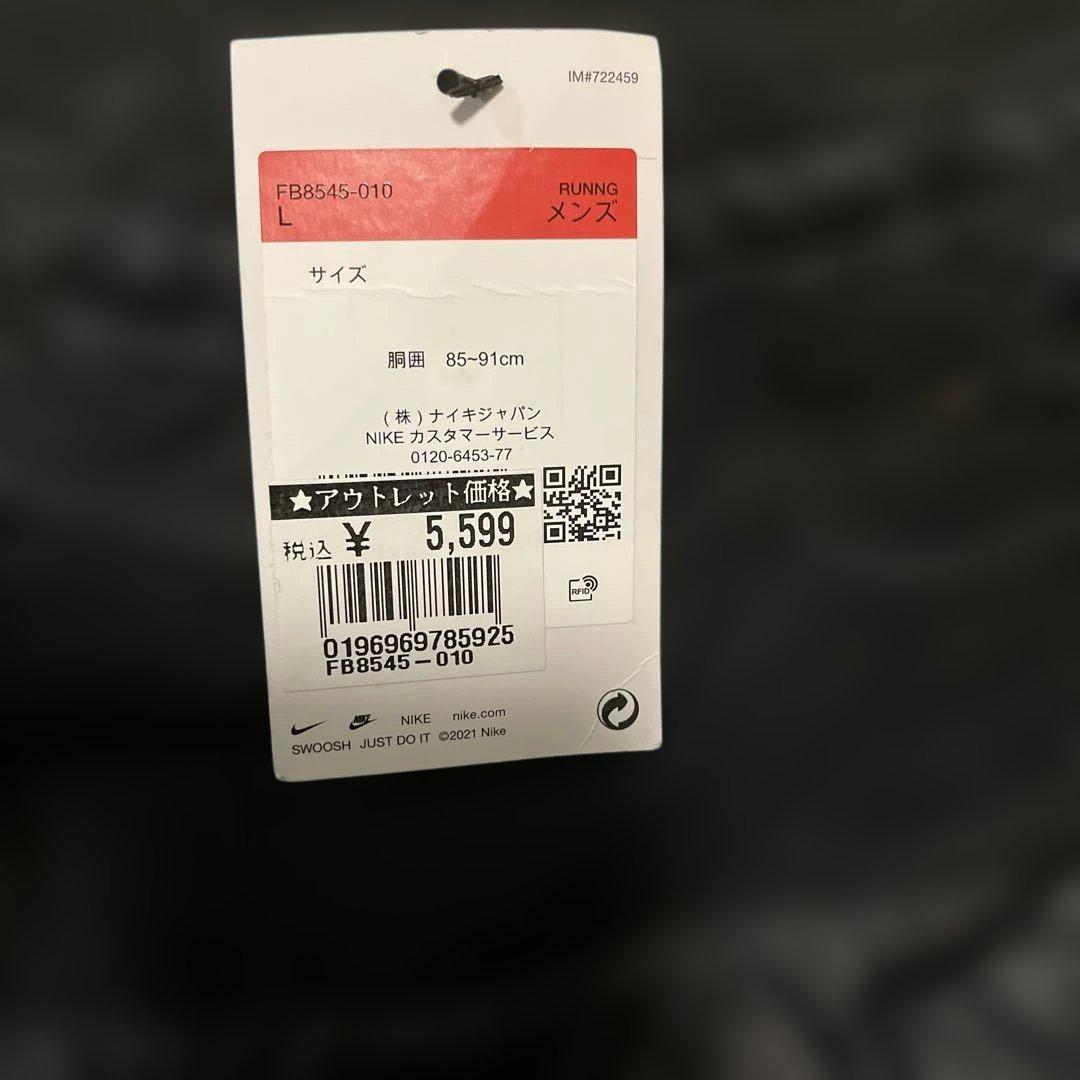 IM#722459
FB8545-010
L
RUNNG
メンズ
サイズ
胴囲 85~91cm
(株)ナイキジャパン
NIKE カスタマーサービス
0120-6453-77
★アウトレット価格★
税込 ¥ 5,599
RFID
0196969785925
FB8545-010
NIKE NIKE nike.com
SWOOSH JUST DO IT ©2021 Nike